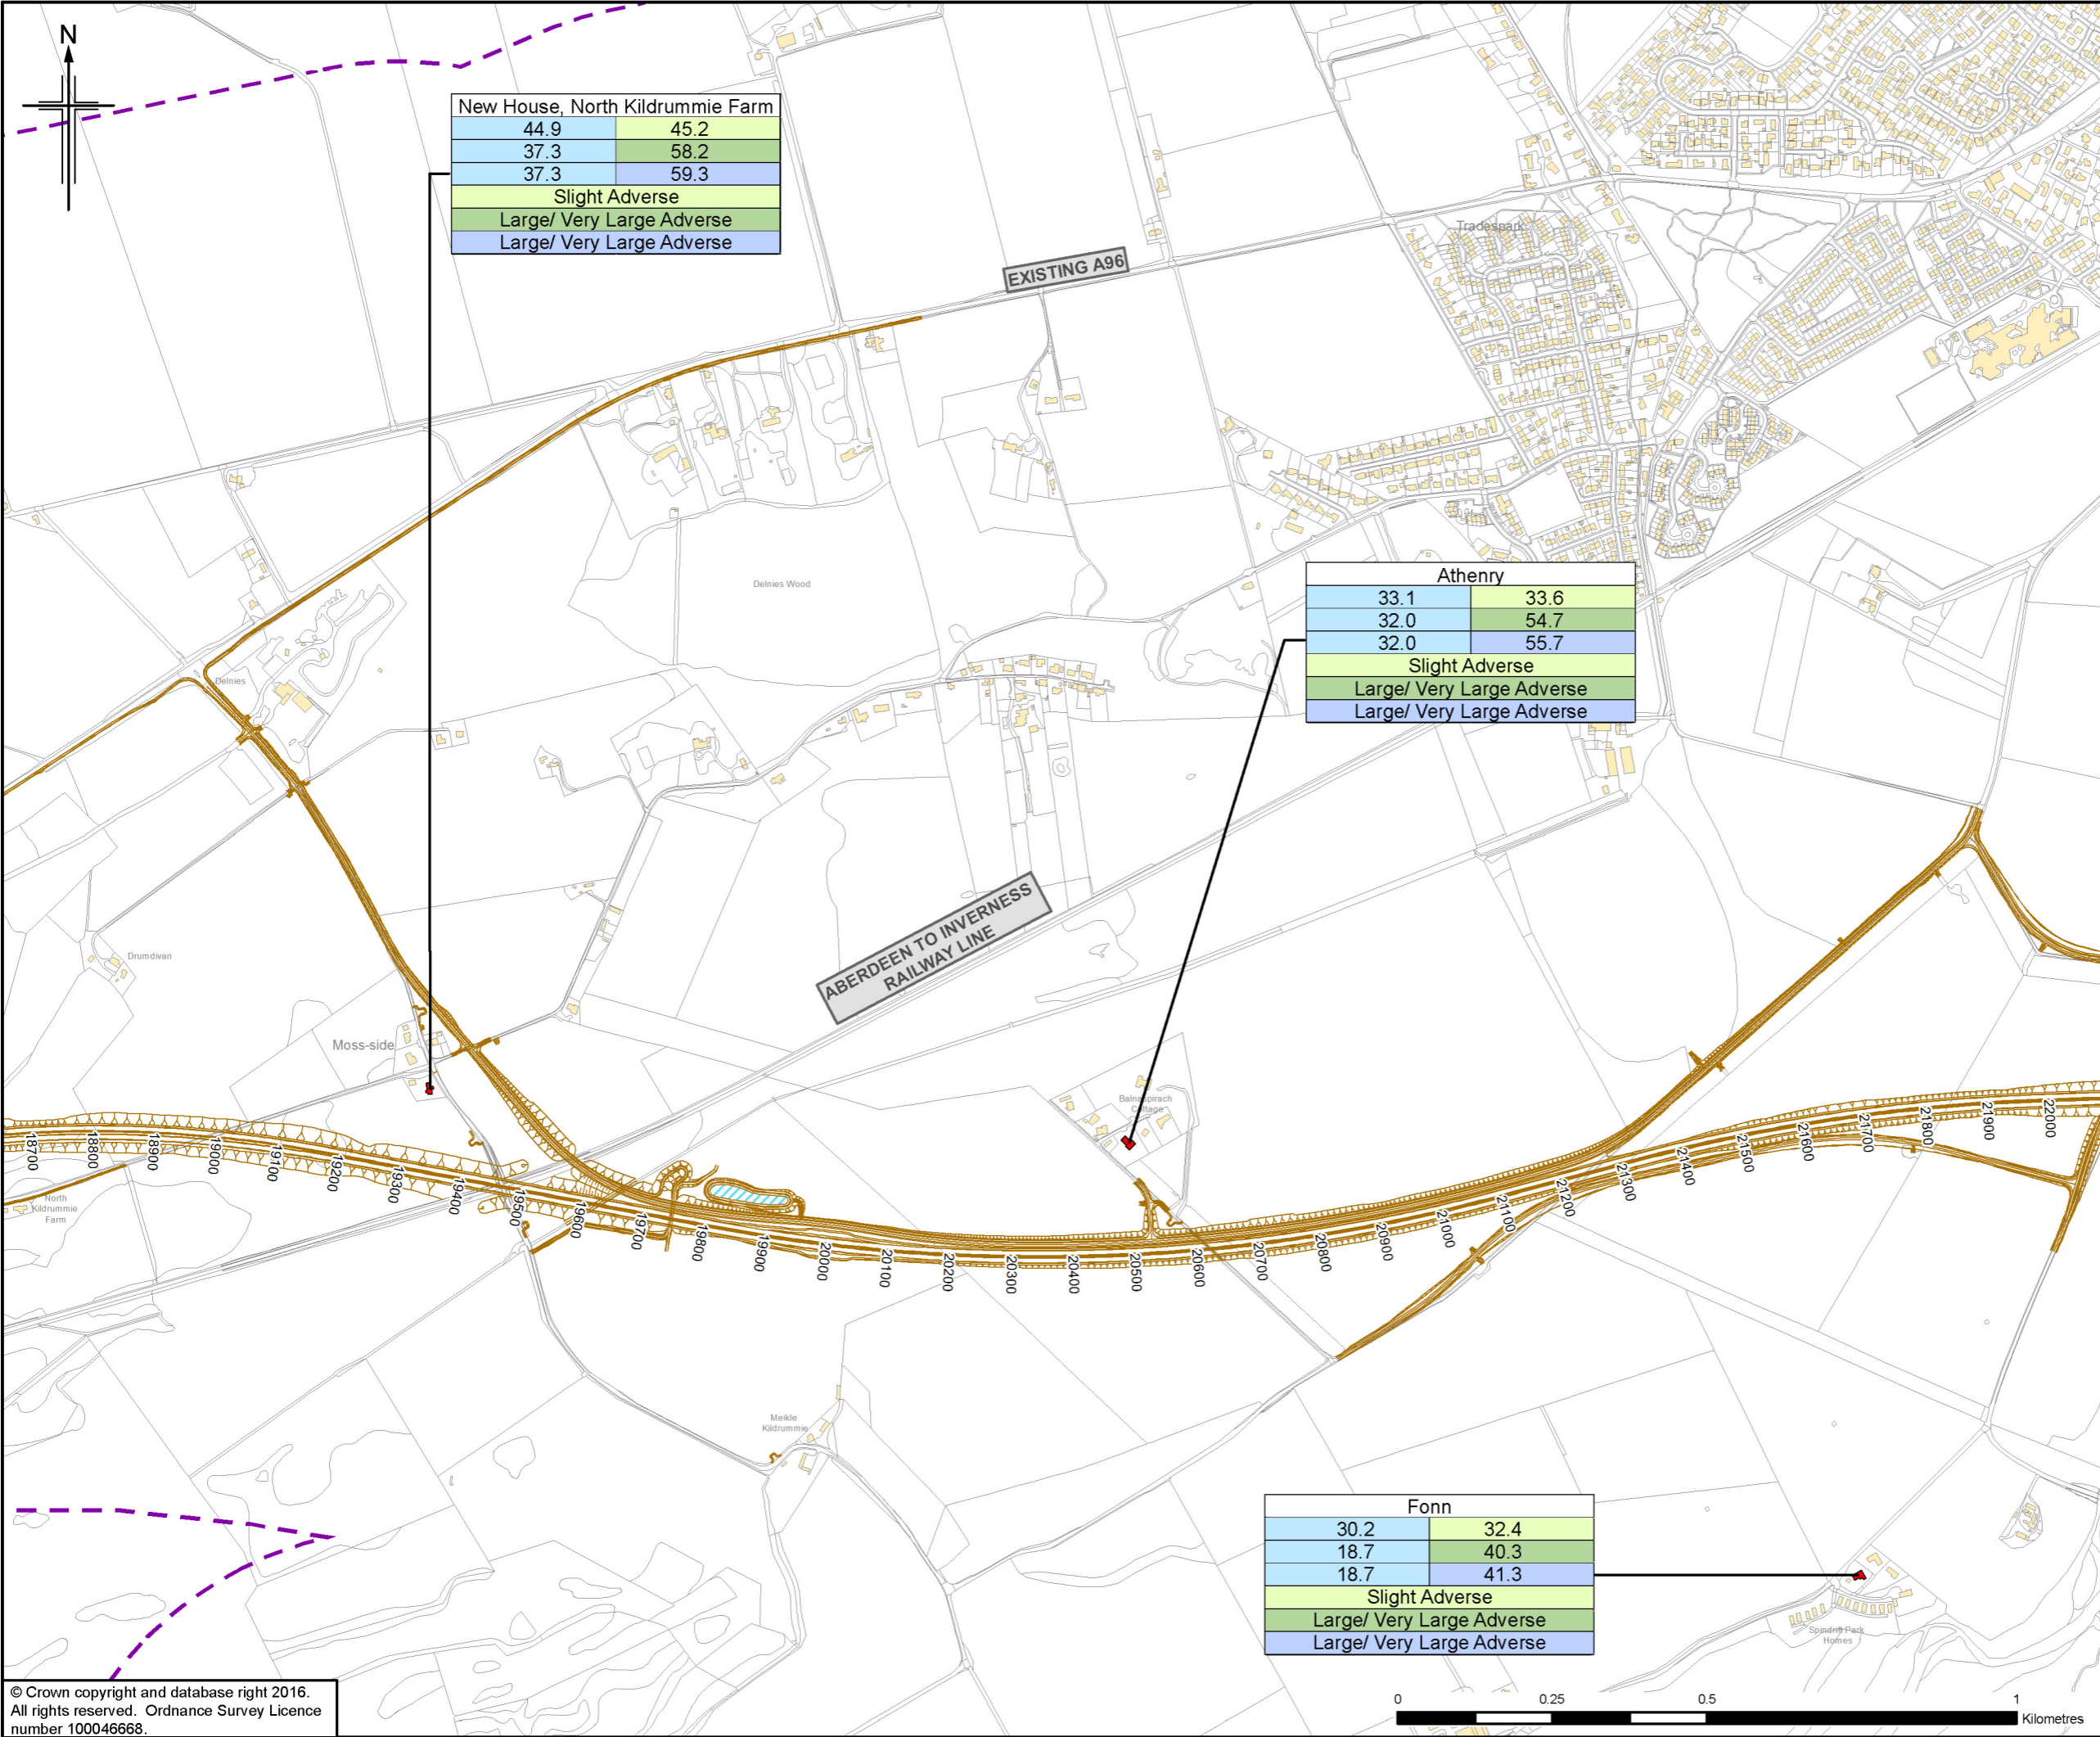 N
New House, North Kildrummie Farm
44.9 45.2
37.3 58.2
37.3 59.3
Slight Adverse
Large/ Very Large Adverse
Large/ Very Large Adverse
EXISTING A96
Tradespark
Delnies Wood
Athenry
33.1 33.6
32.0 54.7
32.0 55.7
Slight Adverse
Large/ Very Large Adverse
Large/ Very Large Adverse
Delnies
ABERDEEN TO INVERNESS
RAILWAY LINE
Drumdivan
Moss-side
Balnaspirach
Cottage
North
Kildrummie
Farm
18700
18800
18900
19000
19100
19200
19300
19400
19500
19600
19700
19800
19900
20000
20100
20200
20300
20400
20500
20600
20700
20800
20900
21000
21100
21200
21300
21400
21500
21600
21700
21800
21900
22000
Meikle
Kildrummie
Fonn
30.2 32.4
18.7 40.3
18.7 41.3
Slight Adverse
Large/ Very Large Adverse
Large/ Very Large Adverse
Spindrift Park
Homes
© Crown copyright and database right 2016.
All rights reserved. Ordnance Survey Licence
number 100046668.
0 0.25 0.5 1
Kilometres